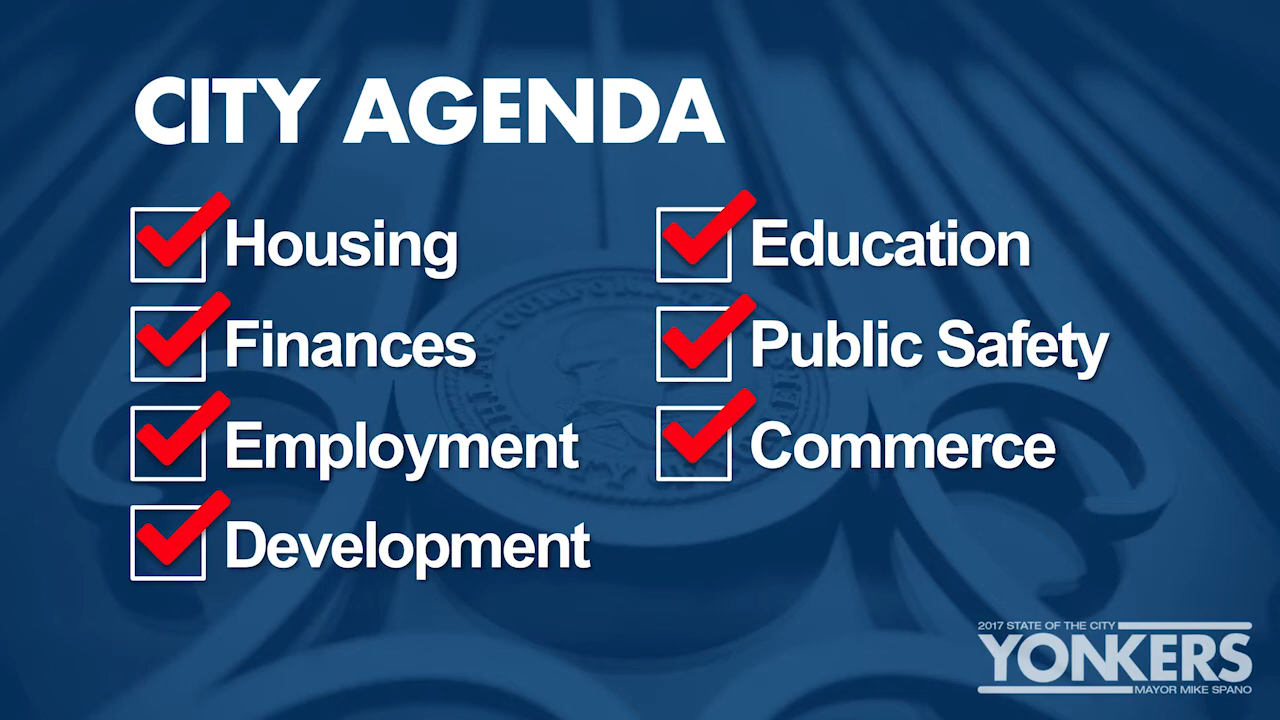 CITY AGENDA
Housing
Finances
Employment
Development
Education
Public Safety
Commerce
2017 STATE OF THE CITY
YONKERS
MAYOR MIKE SPANO